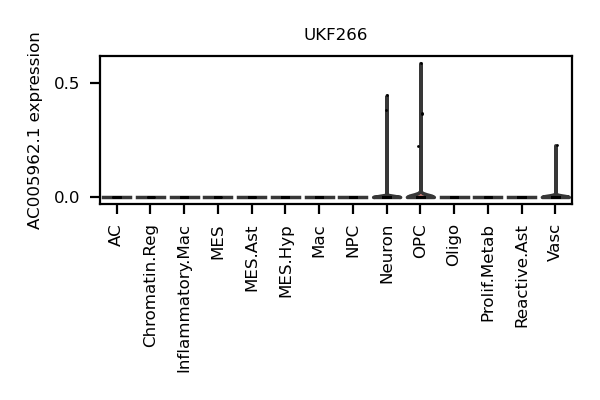 UKF266
AC005962.1 expression
0.5
0.0
AC
Chromatin.Reg
Inflammatory.Mac
MES
MES.Ast
MES.Hyp
Mac
NPC
Neuron
OPC
Oligo
Prolif.Metab
Reactive.Ast
Vasc